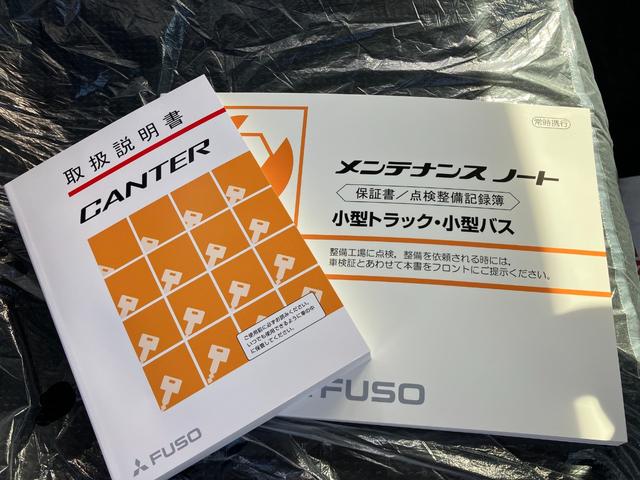 取扱説明書
CANTER
ご使用前に必ずお読みください。
いつでも使用できるように車の中
に保管してください。
FUSO
常時携行
メンテナンス ノート
保証書/点検整備記録簿
小型トラック・小型バス
整備工場に点検、整備を依頼される時には、
車検証とあわせて本書をフロントにご提示ください。
FUSO